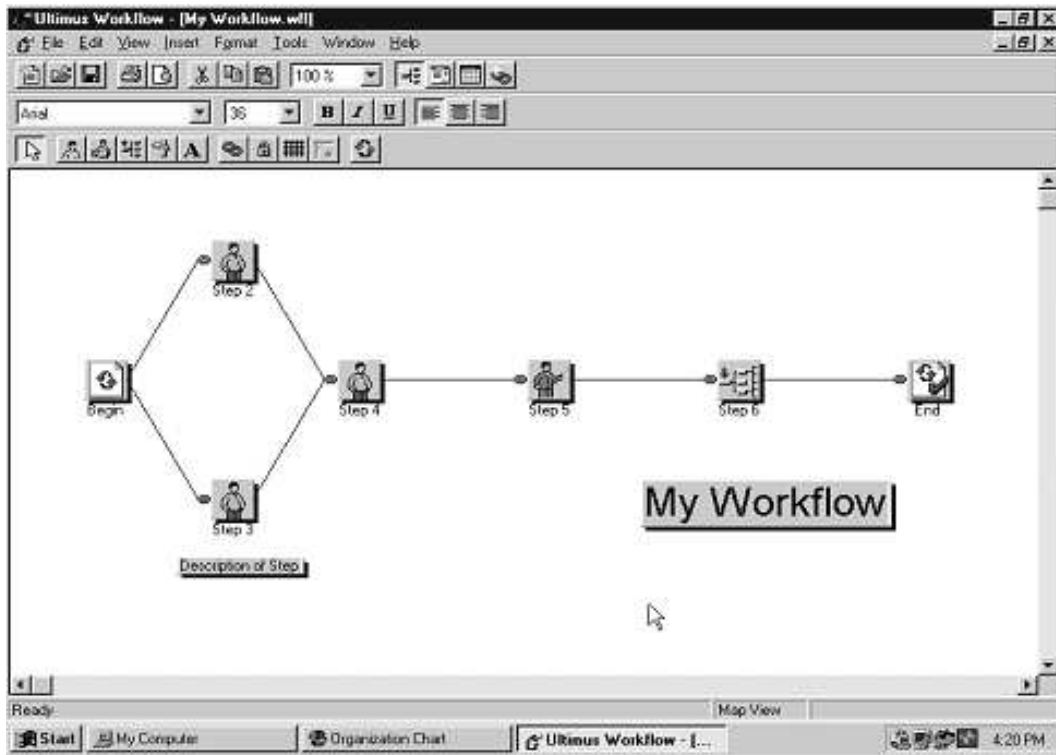 Ultimus Workflow - [My Workflow.wfl]
File Edit View Insert Format Tools Window Help
100 %
Arial 36 B I U
A
Step 2
Begin Step 4 Step 5 Step 6 End
My Workflow
Step 3
Description of Step
Ready Map View
Start My Computer Organization Chart Ultimus Workflow - [... 4:20 PM